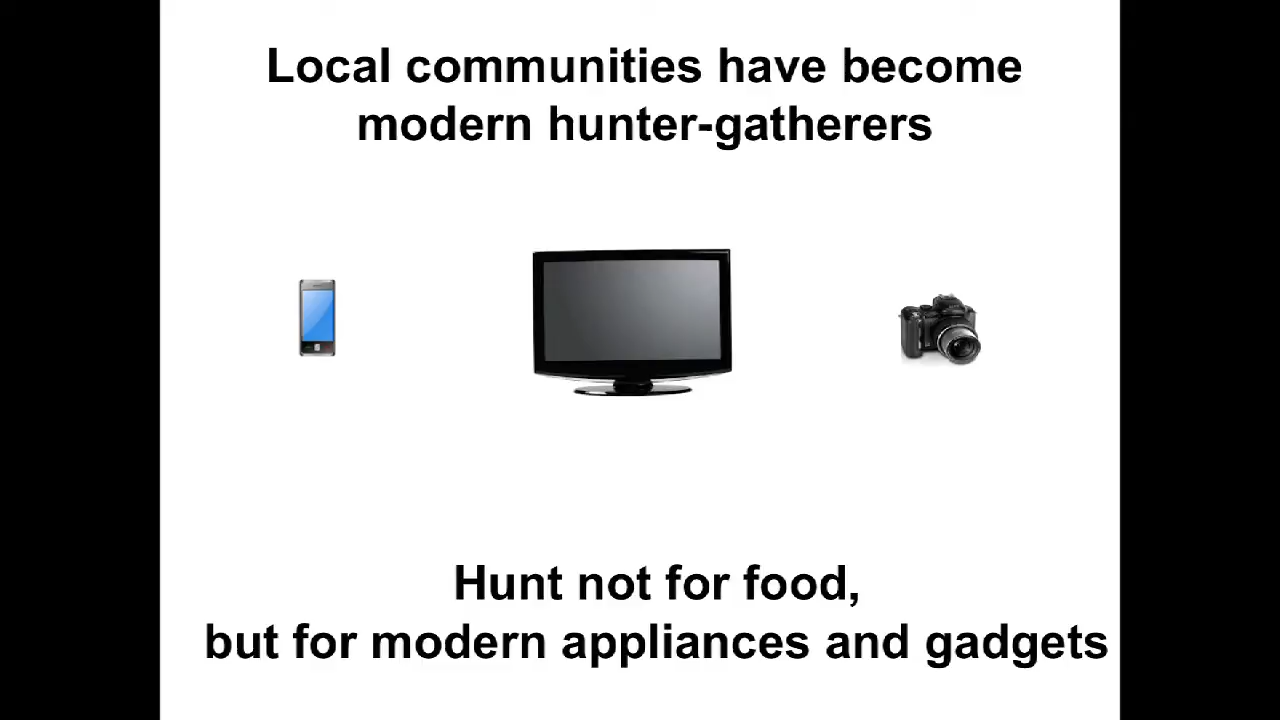 Local communities have become
modern hunter-gatherers
Hunt not for food,
but for modern appliances and gadgets